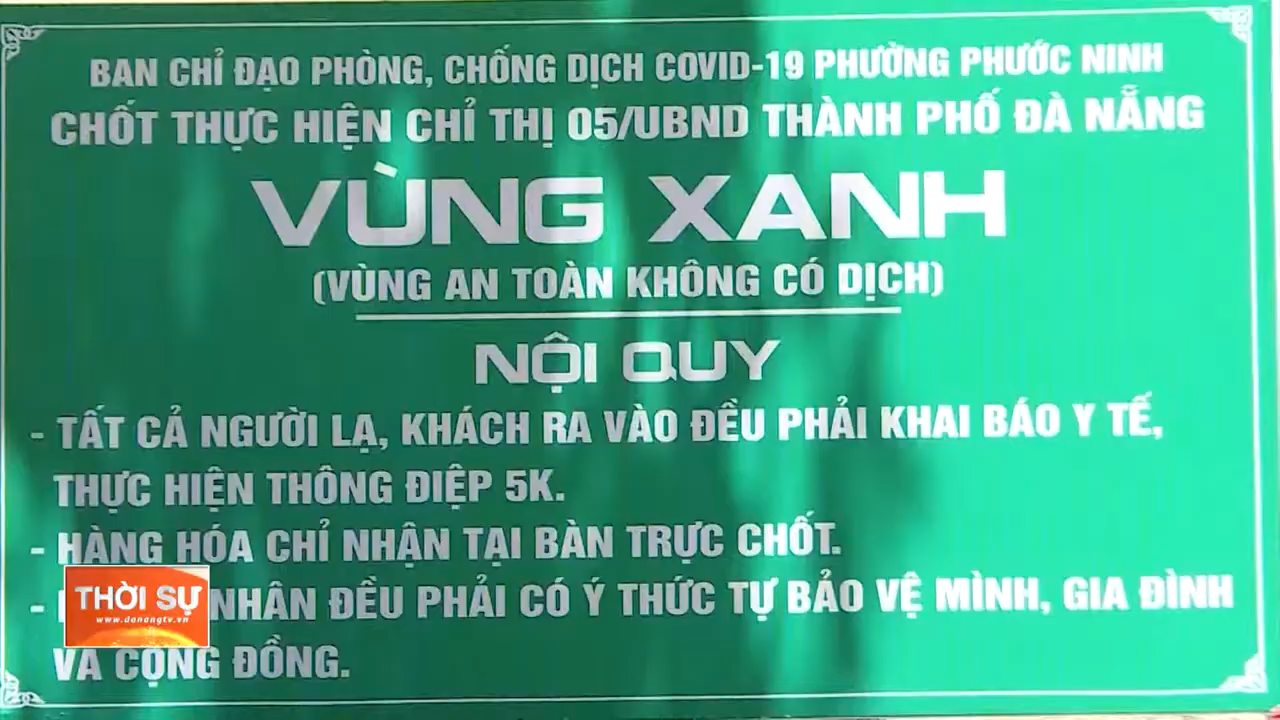 BAN CHỈ ĐẠO PHÒNG, CHỐNG DỊCH COVID-19 PHƯỜNG PHƯỚC NINH
CHỐT THỰC HIỆN CHỈ THỊ 05/UBND THÀNH PHỐ ĐÀ NẴNG
VÙNG XANH
(VÙNG AN TOÀN KHÔNG CÓ DỊCH)
NỘI QUY
- TẤT CẢ NGƯỜI LẠ, KHÁCH RA VÀO ĐỀU PHẢI KHAI BÁO Y TẾ,
THỰC HIỆN THÔNG ĐIỆP 5K.
- HÀNG HÓA CHỈ NHẬN TẠI BÀN TRỰC CHỐT.
- NHÂN ĐỀU PHẢI CÓ Ý THỨC TỰ BẢO VỆ MÌNH, GIA ĐÌNH
VÀ CỘNG ĐỒNG.
THỜI SỰ
www.danangtv.vn